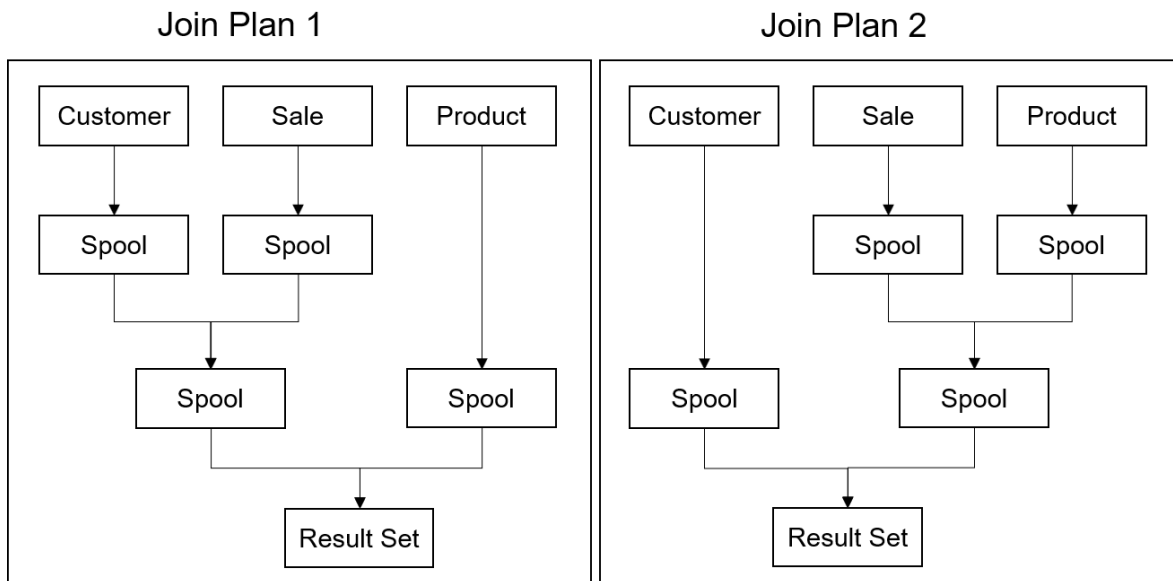 Join Plan 1
Customer
Sale
Product
Spool
Spool
Spool
Spool
Result Set
Join Plan 2
Customer
Sale
Product
Spool
Spool
Spool
Spool
Result Set